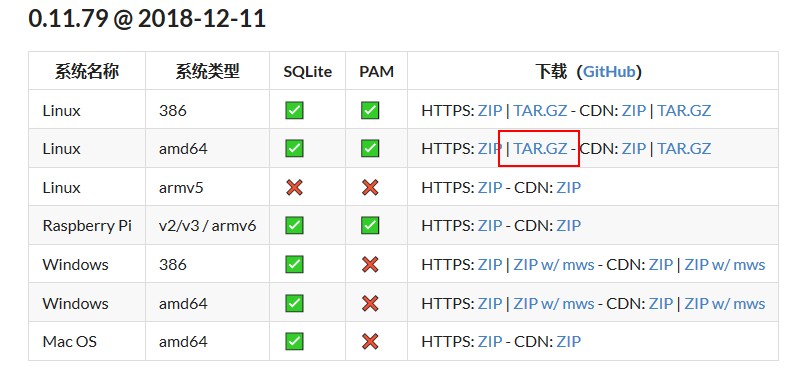 0.11.79 @ 2018-12-11
系统名称 系统类型 SQLite PAM 下载（GitHub）
Linux 386 ✅ ✅ HTTPS: ZIP | TAR.GZ - CDN: ZIP | TAR.GZ
Linux amd64 ✅ ✅ HTTPS: ZIP | TAR.GZ - CDN: ZIP | TAR.GZ
Linux armv5 ❌ ❌ HTTPS: ZIP - CDN: ZIP
Raspberry Pi v2/v3 / armv6 ✅ ✅ HTTPS: ZIP - CDN: ZIP
Windows 386 ✅ ❌ HTTPS: ZIP | ZIP w/ mws - CDN: ZIP | ZIP w/ mws
Windows amd64 ✅ ❌ HTTPS: ZIP | ZIP w/ mws - CDN: ZIP | ZIP w/ mws
Mac OS amd64 ✅ ❌ HTTPS: ZIP - CDN: ZIP